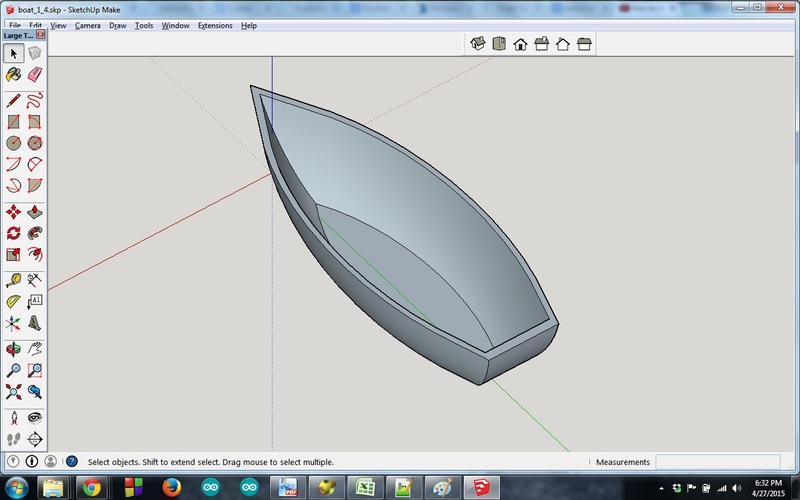 boat_1_4.skp - SketchUp Make
File Edit View Camera Draw Tools Window Extensions Help
Large T...
A1
Select objects. Shift to extend select. Drag mouse to select multiple.
Measurements
6:32 PM
4/27/2015